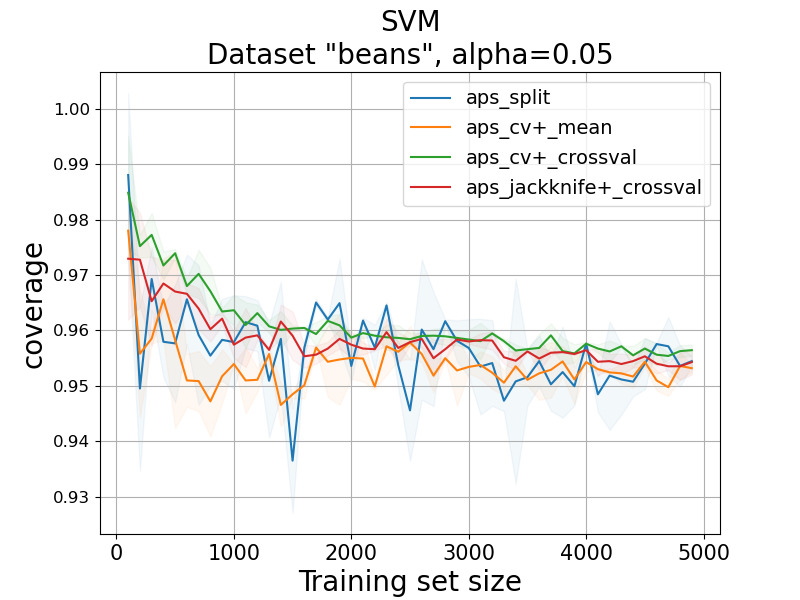 SVM
Dataset "beans", alpha=0.05
aps_split
aps_cv+_mean
aps_cv+_crossval
aps_jackknife+_crossval
1.00
0.99
0.98
0.97
0.96
0.95
0.94
0.93
coverage
0 1000 2000 3000 4000 5000
Training set size